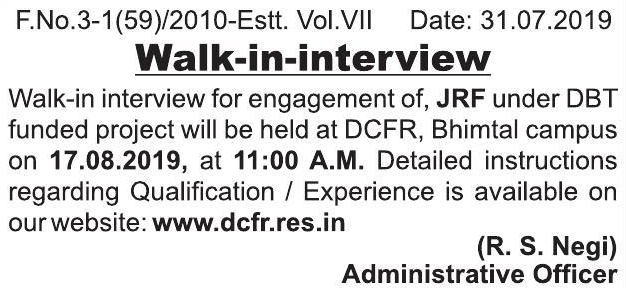 F.No.3-1(59)/2010-Estt. Vol.VII Date: 31.07.2019
Walk-in-interview
Walk-in interview for engagement of, JRF under DBT
funded project will be held at DCFR, Bhimtal campus
on 17.08.2019, at 11:00 A.M. Detailed instructions
regarding Qualification / Experience is available on
our website: www.dcfr.res.in
(R. S. Negi)
Administrative Officer